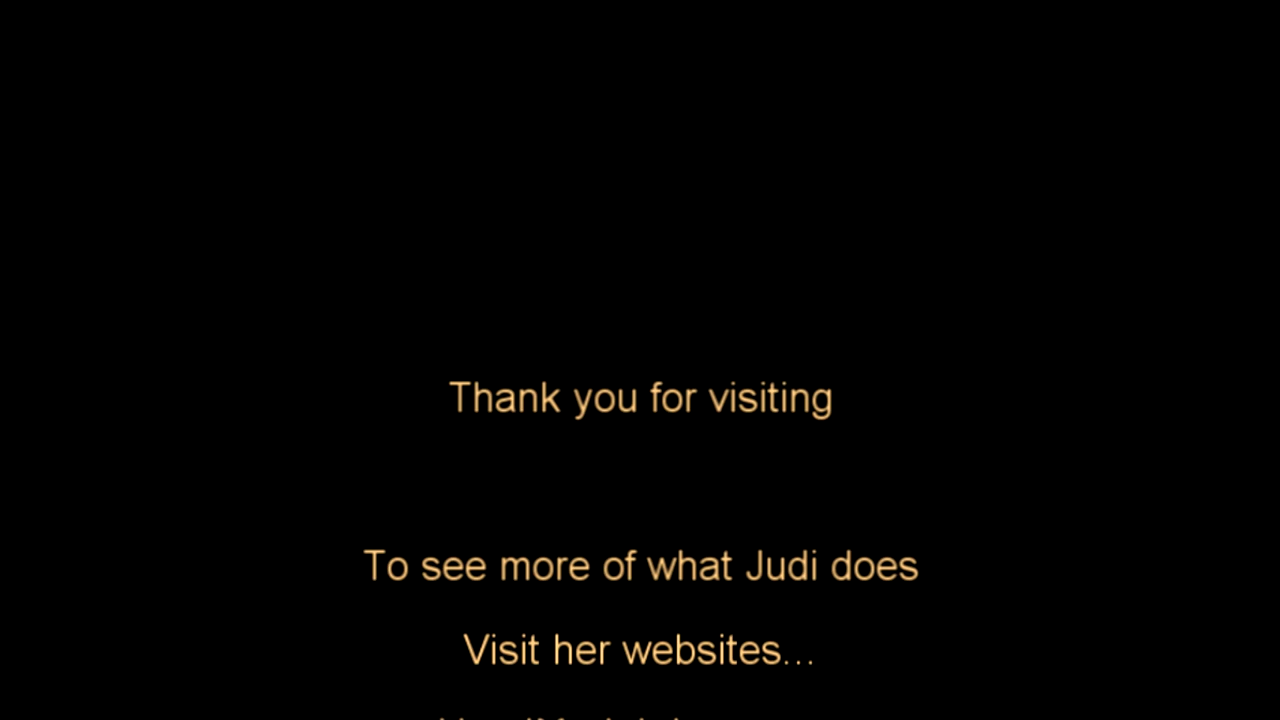 Thank you for visiting
To see more of what Judi does
Visit her websites...